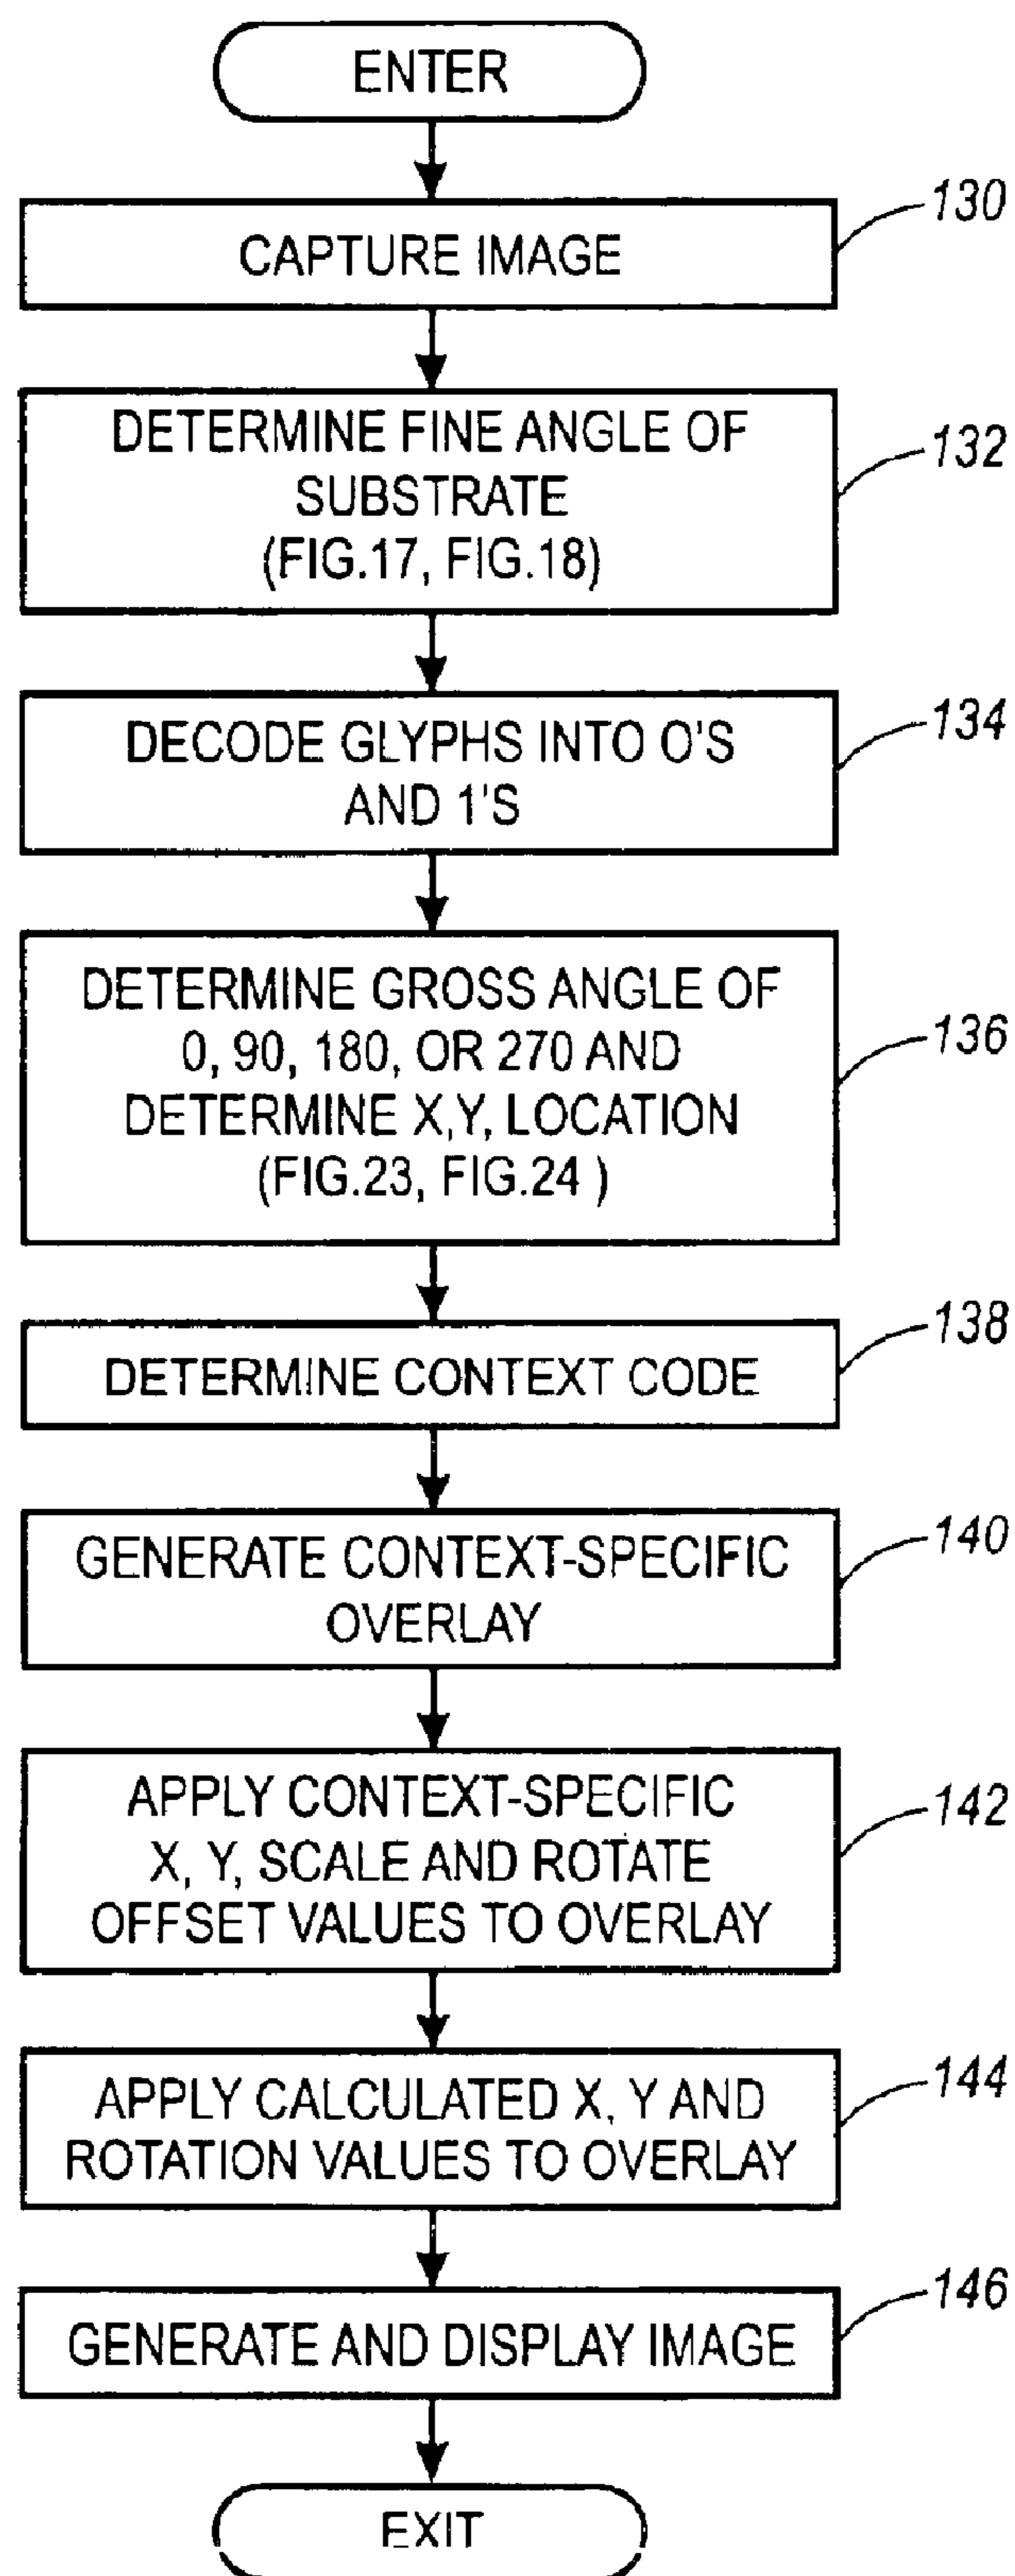 ENTER
CAPTURE IMAGE
130
DETERMINE FINE ANGLE OF
SUBSTRATE
(FIG.17, FIG.18)
132
DECODE GLYPHS INTO O'S
AND 1'S
134
DETERMINE GROSS ANGLE OF
0, 90, 180, OR 270 AND
DETERMINE X,Y, LOCATION
(FIG.23, FIG.24 )
136
DETERMINE CONTEXT CODE
138
GENERATE CONTEXT-SPECIFIC
OVERLAY
140
APPLY CONTEXT-SPECIFIC
X, Y, SCALE AND ROTATE
OFFSET VALUES TO OVERLAY
142
APPLY CALCULATED X, Y AND
ROTATION VALUES TO OVERLAY
144
GENERATE AND DISPLAY IMAGE
146
EXIT